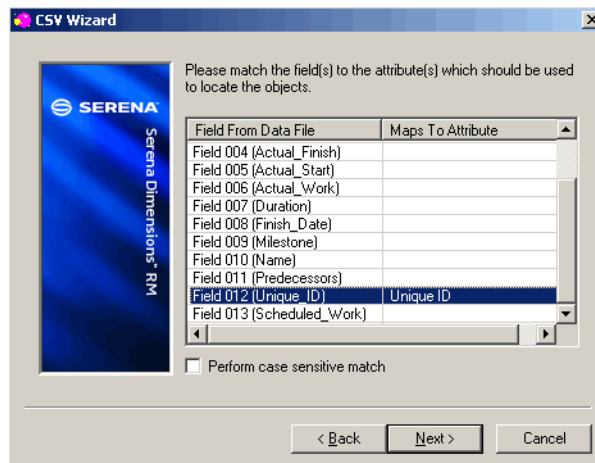 CSV Wizard
Please match the field(s) to the attribute(s) which should be used
to locate the objects.
SERENA
Serena Dimensions® RM
Field From Data File Maps To Attribute
Field 004 (Actual_Finish)
Field 005 (Actual_Start)
Field 006 (Actual_Work)
Field 007 (Duration)
Field 008 (Finish_Date)
Field 009 (Milestone)
Field 010 (Name)
Field 011 (Predecessors)
Field 012 (Unique_ID) Unique ID
Field 013 (Scheduled_Work)
Perform case sensitive match
< Back Next > Cancel